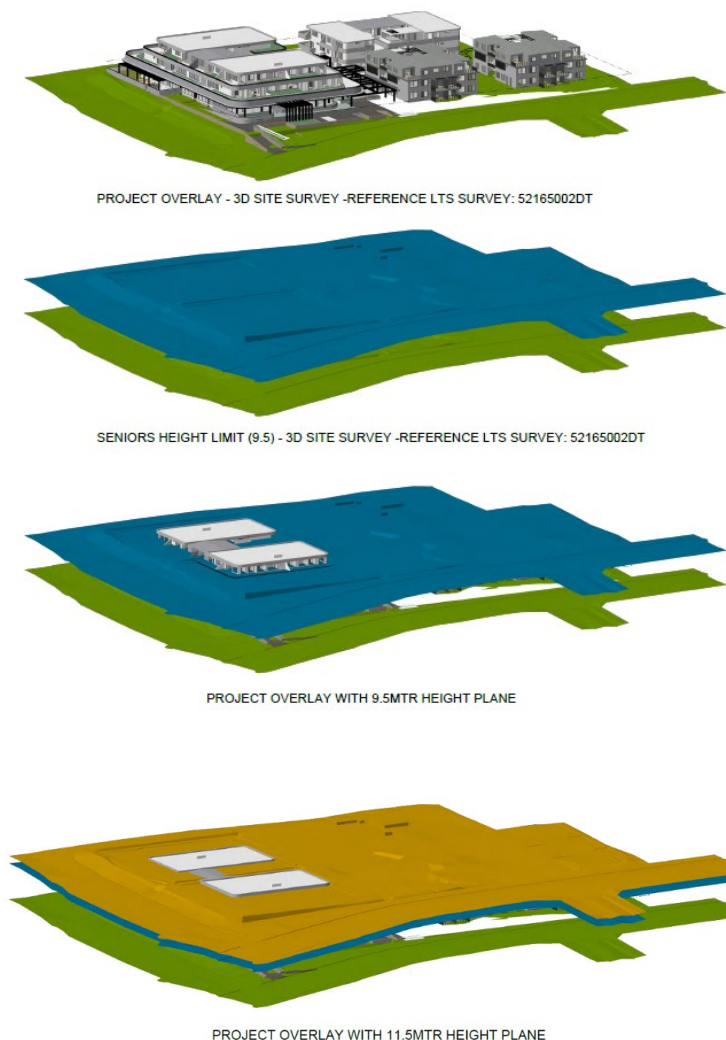 PROJECT OVERLAY - 3D SITE SURVEY -REFERENCE LTS SURVEY: 52165002DT
SENIORS HEIGHT LIMIT (9.5) - 3D SITE SURVEY -REFERENCE LTS SURVEY: 52165002DT
PROJECT OVERLAY WITH 9.5MTR HEIGHT PLANE
PROJECT OVERLAY WITH 11.5MTR HEIGHT PLANE